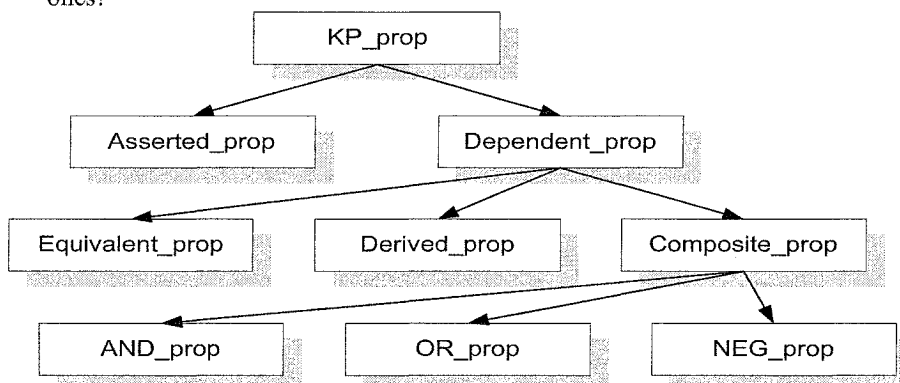 ones?
KP_prop
Asserted_prop
Dependent_prop
Equivalent_prop
Derived_prop
Composite_prop
AND_prop
OR_prop
NEG_prop